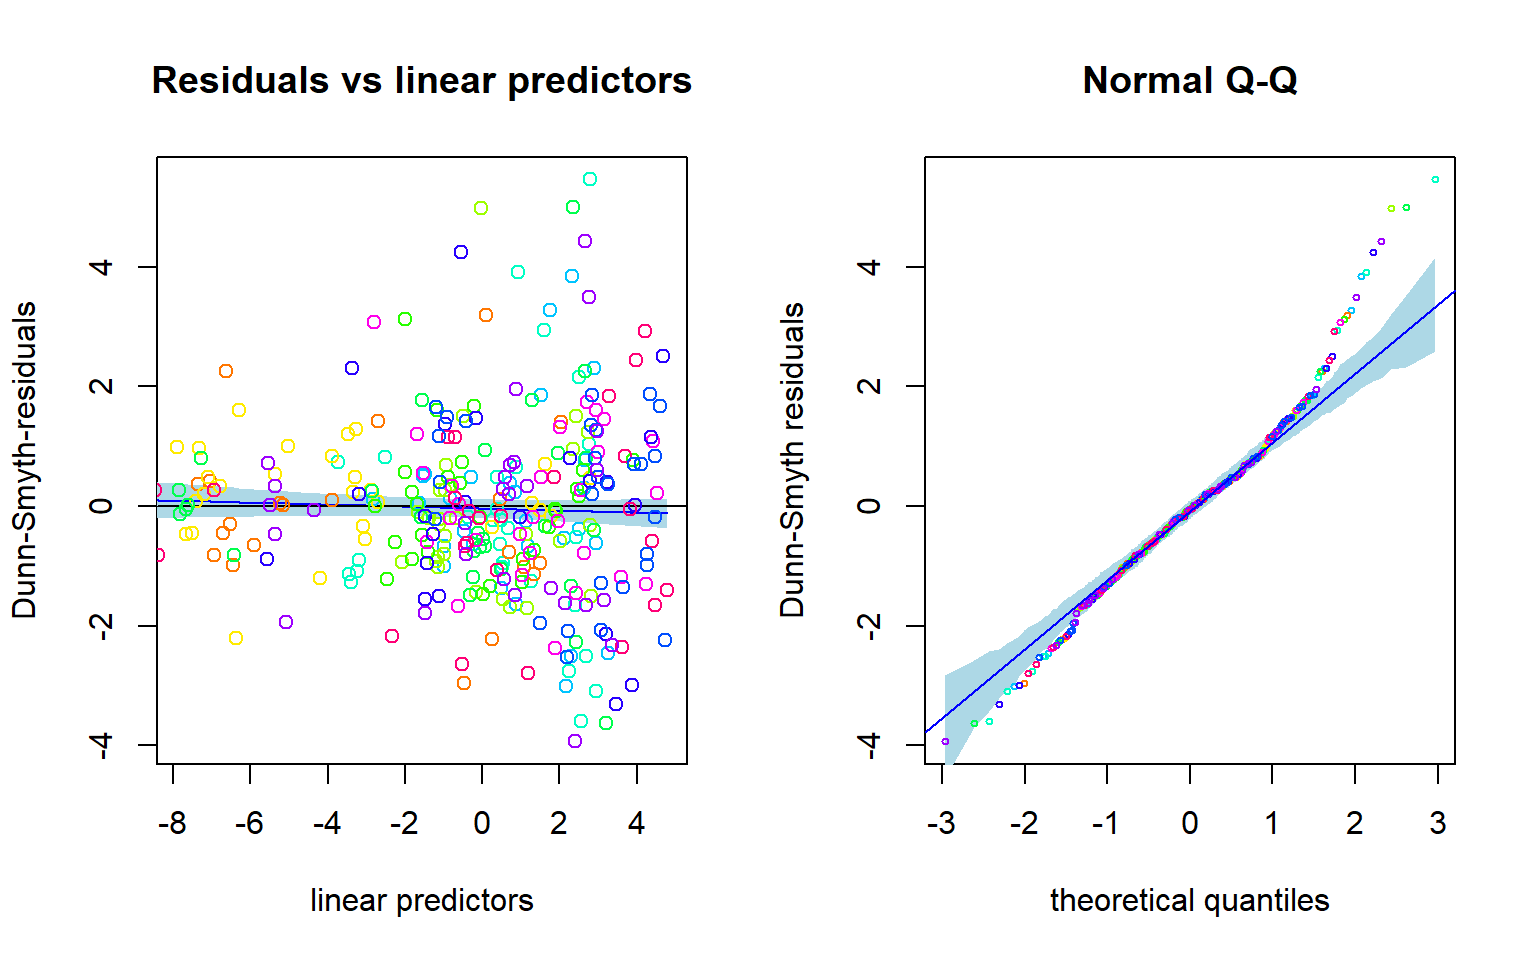 Residuals vs linear predictors
Dunn-Smyth-residuals
4
2
0
-2
-4
-8 -6 -4 -2 0 2 4
linear predictors
Normal Q-Q
Dunn-Smyth residuals
4
2
0
-2
-4
-3 -2 -1 0 1 2 3
theoretical quantiles